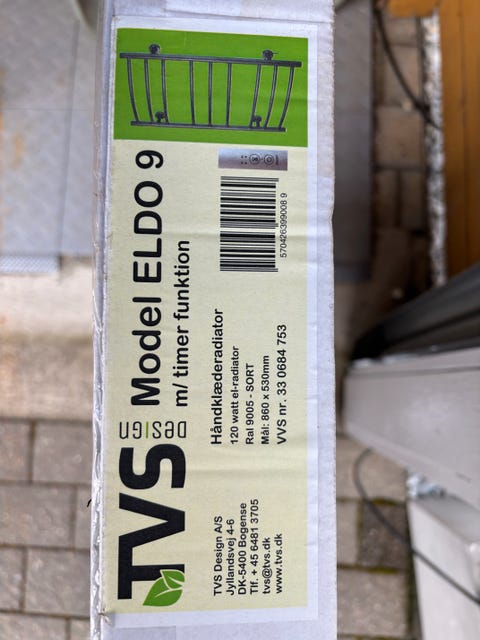 TVS
DESIGN
Model ELDO 9
m/ timer funktion
5704263990089
Håndklæderadiator
120 watt el-radiator
Ral 9005 - SORT
Mål: 860 x 530mm
VVS nr. 33 0684 753
TVS Design A/S
Jyllandsvej 4-6
DK-5400 Bogense
Tlf. + 45 6481 3705
tvs@tvs.dk
www.tvs.dk